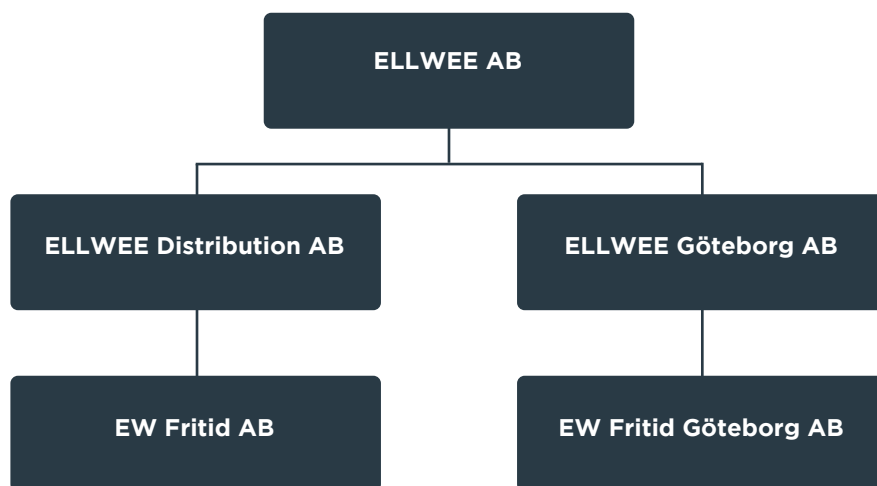 ELLWEE AB
ELLWEE Distribution AB
ELLWEE Göteborg AB
EW Fritid AB
EW Fritid Göteborg AB